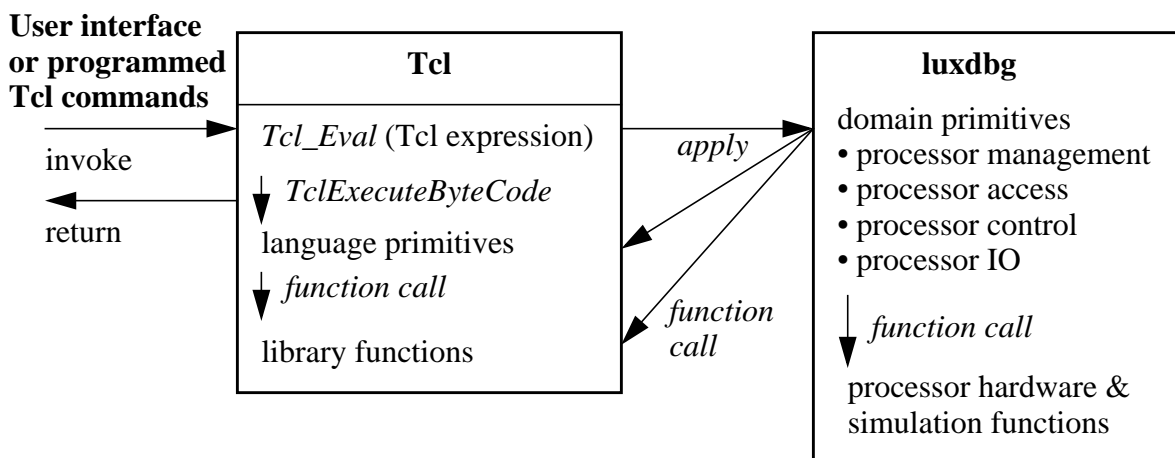 User interface
or programmed
Tcl commands
invoke
return
Tcl
Tcl_Eval (Tcl expression)
TclExecuteByteCode
language primitives
function call
library functions
apply
function
call
luxdbg
domain primitives
• processor management
• processor access
• processor control
• processor IO
function call
processor hardware &
simulation functions